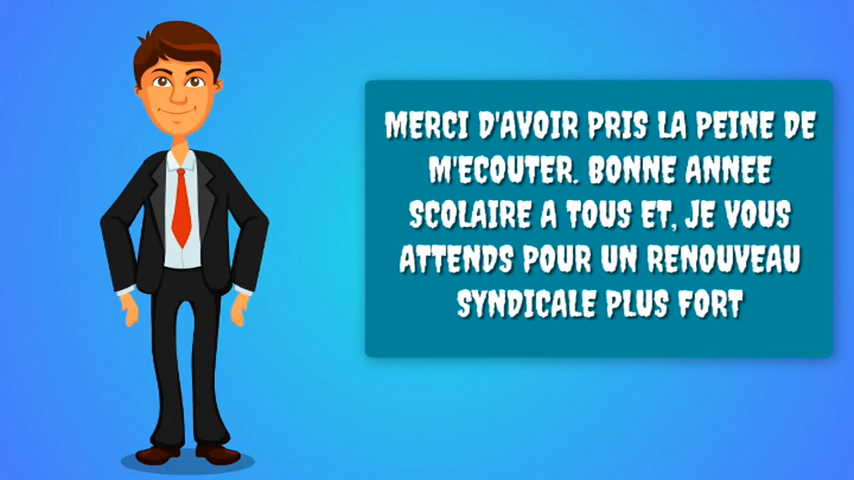 MERCI D'AVOIR PRIS LA PEINE DE
M'ECOUTER. BONNE ANNEE
SCOLAIRE A TOUS ET, JE VOUS
ATTENDS POUR UN RENOUVEAU
SYNDICALE PLUS FORT